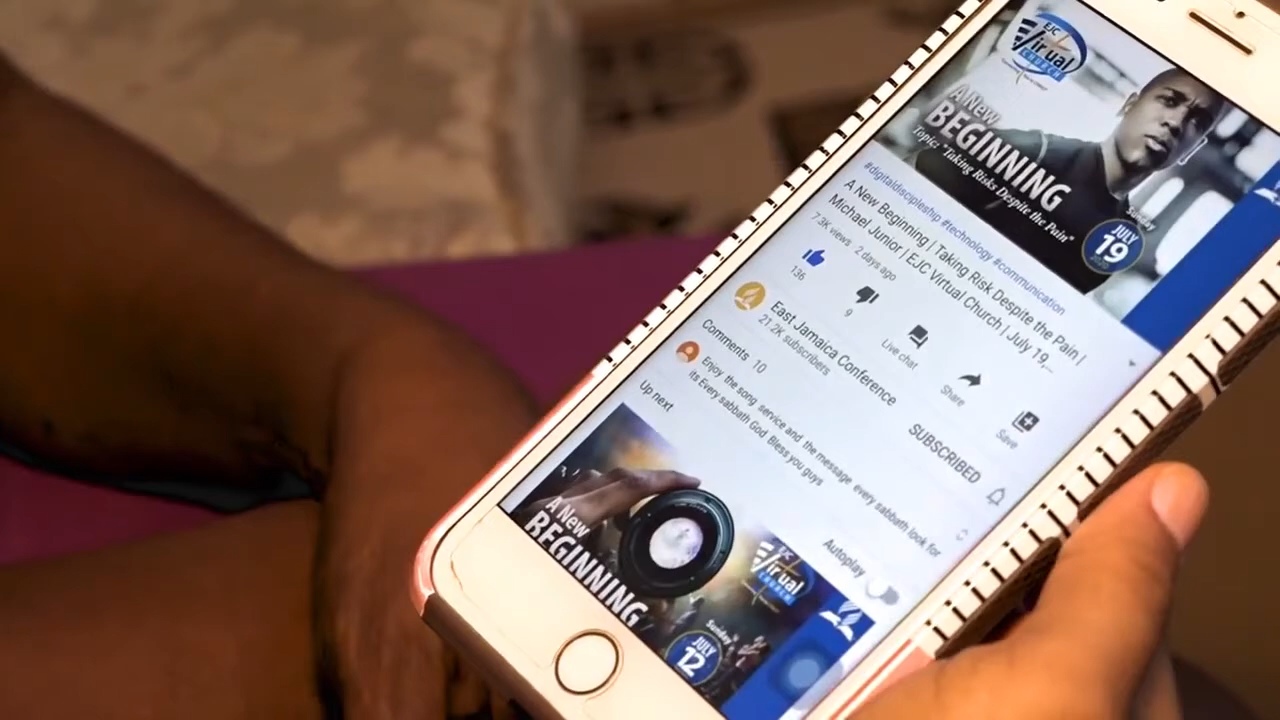 EJC
Virtual
CHURCH
A New
BEGINNING
Topic: "Taking Risks Despite the Pain"
Sunday
JULY
19
#digitaldiscipleship #technology #communication
A New Beginning | Taking Risk Despite the Pain |
Michael Junior | EJC Virtual Church | July 19,...
7.3K views 2 days ago
136
9
Live chat
Share
Save
East Jamaica Conference
21.2K subscribers
SUBSCRIBED
Comments 10
Enjoy the song service and the message every sabbath look for
its Every sabbath God Bless you guys
Up next
Autoplay
A New
BEGINNING
EJC
Virtual
CHURCH
Sunday
JULY
12